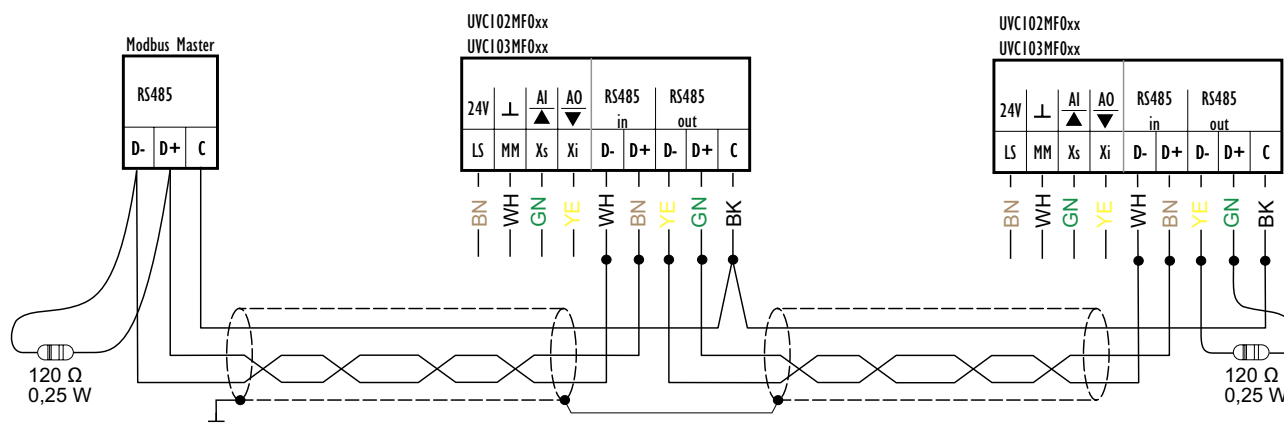 Modbus Master
RS485
D- D+ C
120 Ω
0,25 W
UVC102MF0xx
UVC103MF0xx
24V ⊥ AI AO RS485 in RS485 out
LS MM Xs Xi D- D+ D- D+ C
BN WH GN YE WH BN YE GN BK
UVC102MF0xx
UVC103MF0xx
24V ⊥ AI AO RS485 in RS485 out
LS MM Xs Xi D- D+ D- D+ C
BN WH GN YE WH BN YE GN BK
120 Ω
0,25 W